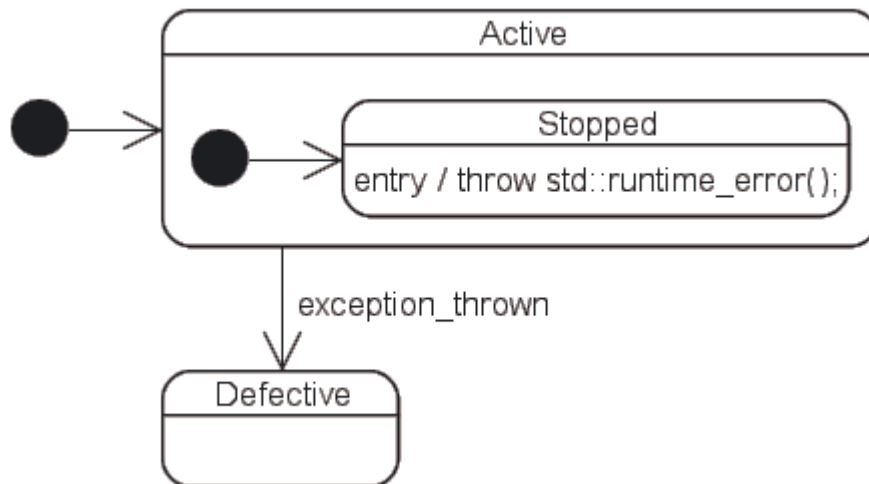 Active
Stopped
entry / throw std::runtime_error();
exception_thrown
Defective